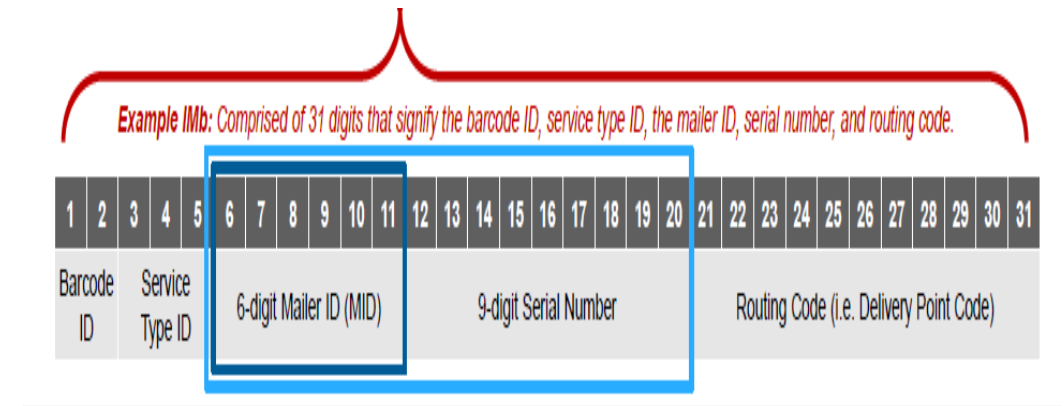 Example IMb: Comprised of 31 digits that signify the barcode ID, service type ID, the mailer ID, serial number, and routing code.
1 2 3 4 5 6 7 8 9 10 11 12 13 14 15 16 17 18 19 20 21 22 23 24 25 26 27 28 29 30 31
Barcode ID
Service Type ID
6-digit Mailer ID (MID)
9-digit Serial Number
Routing Code (i.e. Delivery Point Code)